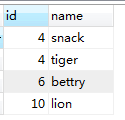 id name
4 snack
4 tiger
6 bettry
10 lion